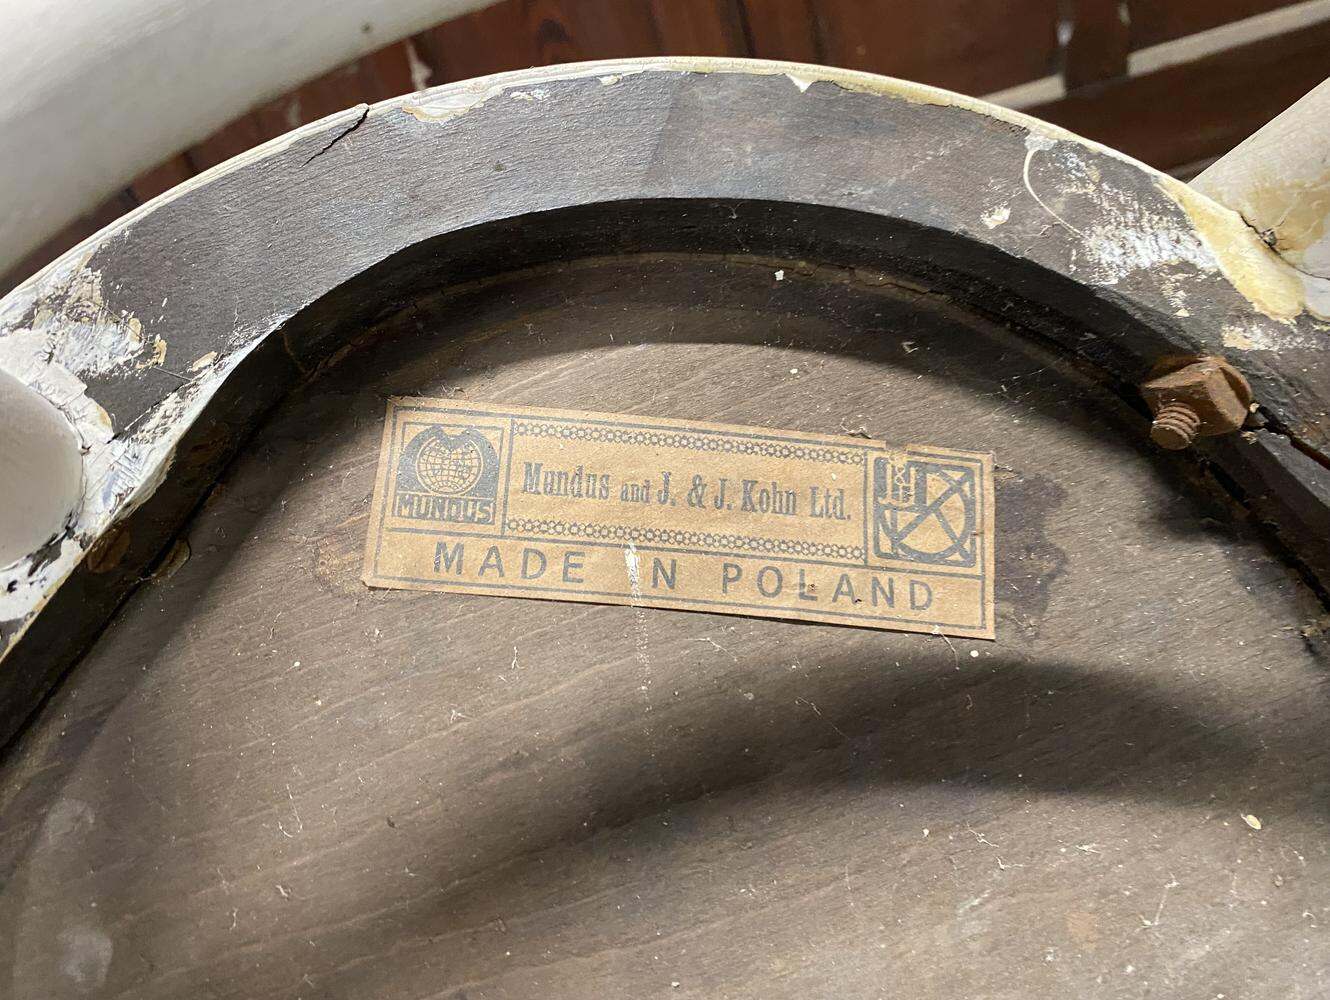 MUNDUS
Mundus and J. & J. Kohn Ltd.
J.&J.
K
MADE IN POLAND